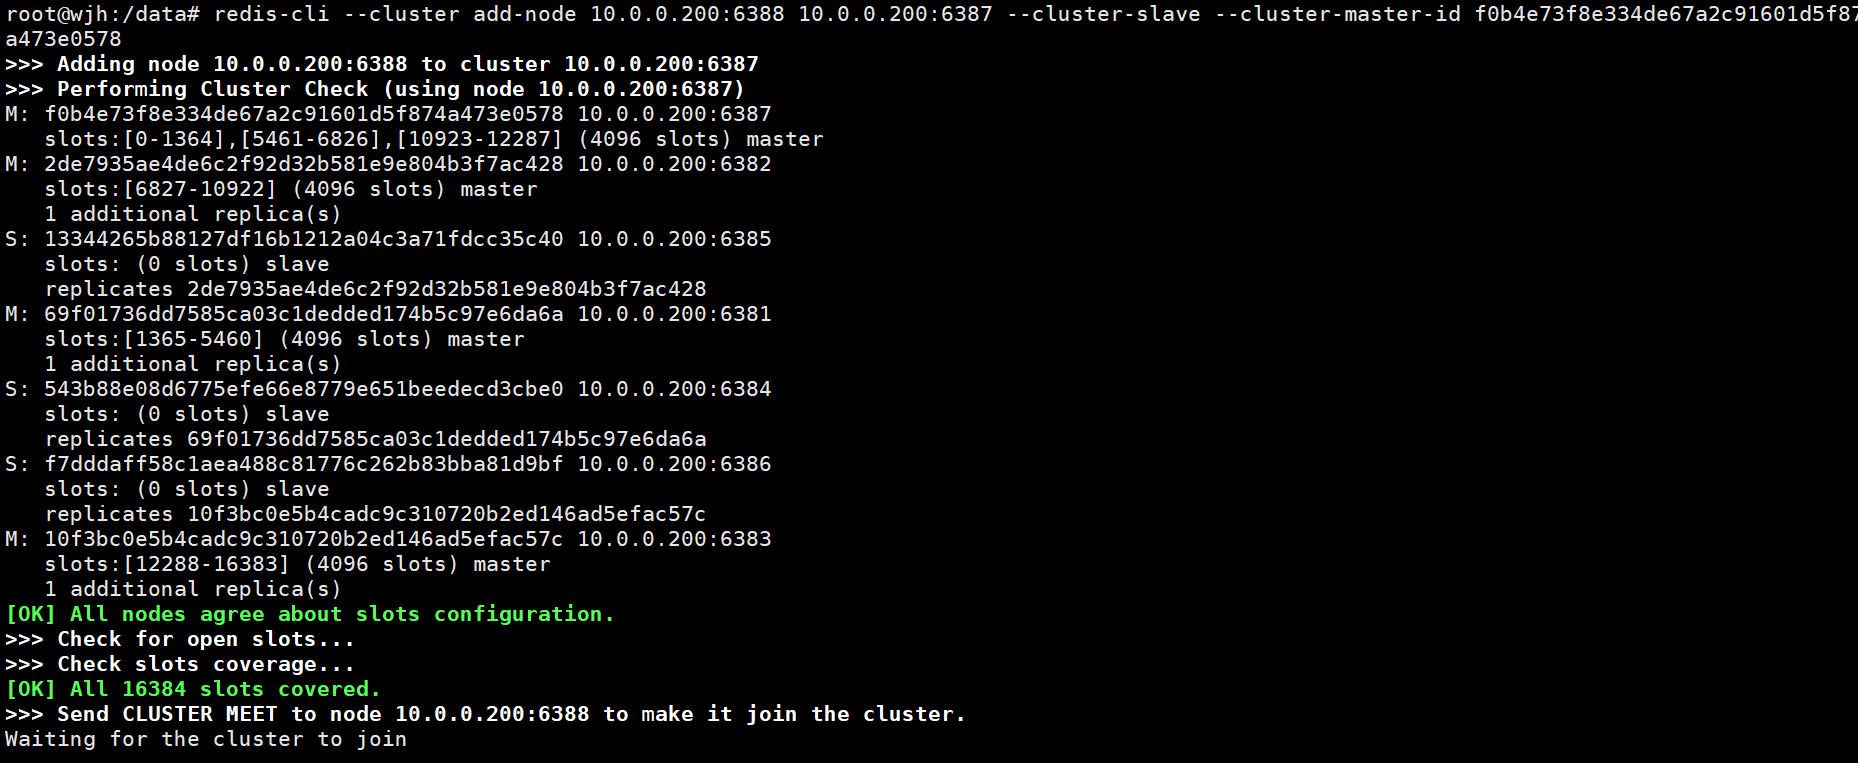 root@wjh:/data# redis-cli --cluster add-node 10.0.0.200:6388 10.0.0.200:6387 --cluster-slave --cluster-master-id f0b4e73f8e334de67a2c91601d5f87
a473e0578
>>> Adding node 10.0.0.200:6388 to cluster 10.0.0.200:6387
>>> Performing Cluster Check (using node 10.0.0.200:6387)
M: f0b4e73f8e334de67a2c91601d5f874a473e0578 10.0.0.200:6387
   slots:[0-1364],[5461-6826],[10923-12287] (4096 slots) master
M: 2de7935ae4de6c2f92d32b581e9e804b3f7ac428 10.0.0.200:6382
   slots:[6827-10922] (4096 slots) master
   1 additional replica(s)
S: 13344265b88127df16b1212a04c3a71fdcc35c40 10.0.0.200:6385
   slots: (0 slots) slave
   replicates 2de7935ae4de6c2f92d32b581e9e804b3f7ac428
M: 69f01736dd7585ca03c1dedded174b5c97e6da6a 10.0.0.200:6381
   slots:[1365-5460] (4096 slots) master
   1 additional replica(s)
S: 543b88e08d6775efe66e8779e651beedecd3cbe0 10.0.0.200:6384
   slots: (0 slots) slave
   replicates 69f01736dd7585ca03c1dedded174b5c97e6da6a
S: f7dddaff58c1aea488c81776c262b83bba81d9bf 10.0.0.200:6386
   slots: (0 slots) slave
   replicates 10f3bc0e5b4cadc9c310720b2ed146ad5efac57c
M: 10f3bc0e5b4cadc9c310720b2ed146ad5efac57c 10.0.0.200:6383
   slots:[12288-16383] (4096 slots) master
   1 additional replica(s)
[OK] All nodes agree about slots configuration.
>>> Check for open slots...
>>> Check slots coverage...
[OK] All 16384 slots covered.
>>> Send CLUSTER MEET to node 10.0.0.200:6388 to make it join the cluster.
Waiting for the cluster to join